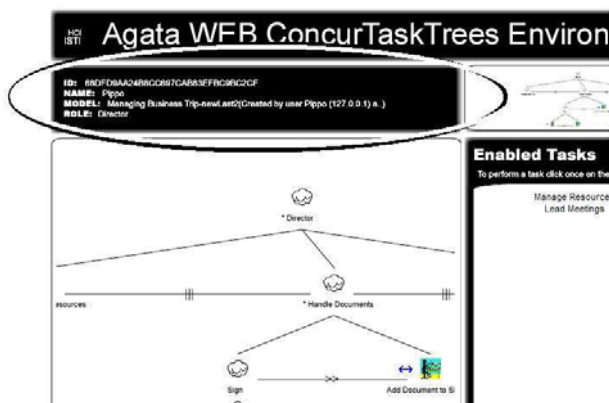 HCI
ISTI
Agata WEB ConcurTaskTrees Environ
ID: 68DFD9AA24B8CC697CAB83EFBC9BC2CF
NAME: Pippo
MODEL: Managing Business Trip-newLast2(Created by user Pippo (127.0.0.1) a..)
ROLE: Director
Enabled Tasks
To perform a task click once on the
Manage Resource
Lead Meetings
* Director
esources
|||
* Handle Documents
|||
Sign
>>
Add Document to Si